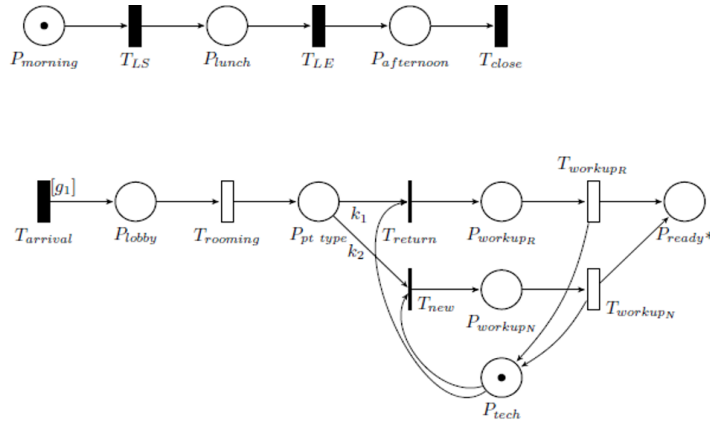 P_morning T_LS P_lunch T_LE P_afternoon T_close
[g_1] T_workup_R
k_1
T_arrival P_lobby T_rooming P_pt type T_return P_workup_R P_ready*
k_2
T_new P_workup_N T_workup_N
P_tech